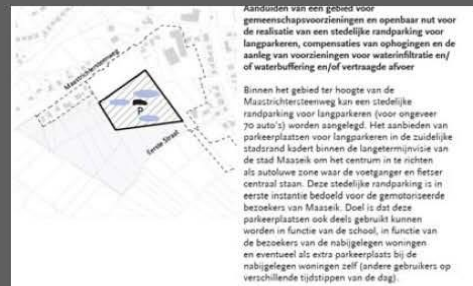 Maastrichtersteenweg
Eerste Straat
P
Aanduiden van een gebied voor
gemeenschapsvoorzieningen en openbaar nut voor
de realisatie van een stedelijke randparking voor
langparkeren, compensaties van ophogingen en de
aanleg van voorzieningen voor waterinfiltratie en/
of waterbuffering en/of vertraagde afvoer
Binnen het gebied ter hoogte van de
Maastrichtersteenweg kan een stedelijke
randparking voor langparkeren (voor ongeveer
70 auto's) worden aangelegd. Het aanbieden van
parkeerplaatsen voor langparkeren in de zuidelijke
stadsrand kadert binnen de langetermijnvisie van
de stad Maaseik om het centrum in te richten
als autoluwe zone waar de voetganger en fietser
centraal staan. Deze stedelijke randparking is in
eerste instantie bedoeld voor de gemotoriseerde
bezoekers van Maaseik. Doel is dat deze
parkeerplaatsen ook deels gebruikt kunnen
worden in functie van de school, in functie van
de bezoekers van de nabijgelegen woningen
en eventueel als extra parkeerplaats bij de
nabijgelegen woningen zelf (andere gebruikers op
verschillende tijdstippen van de dag).